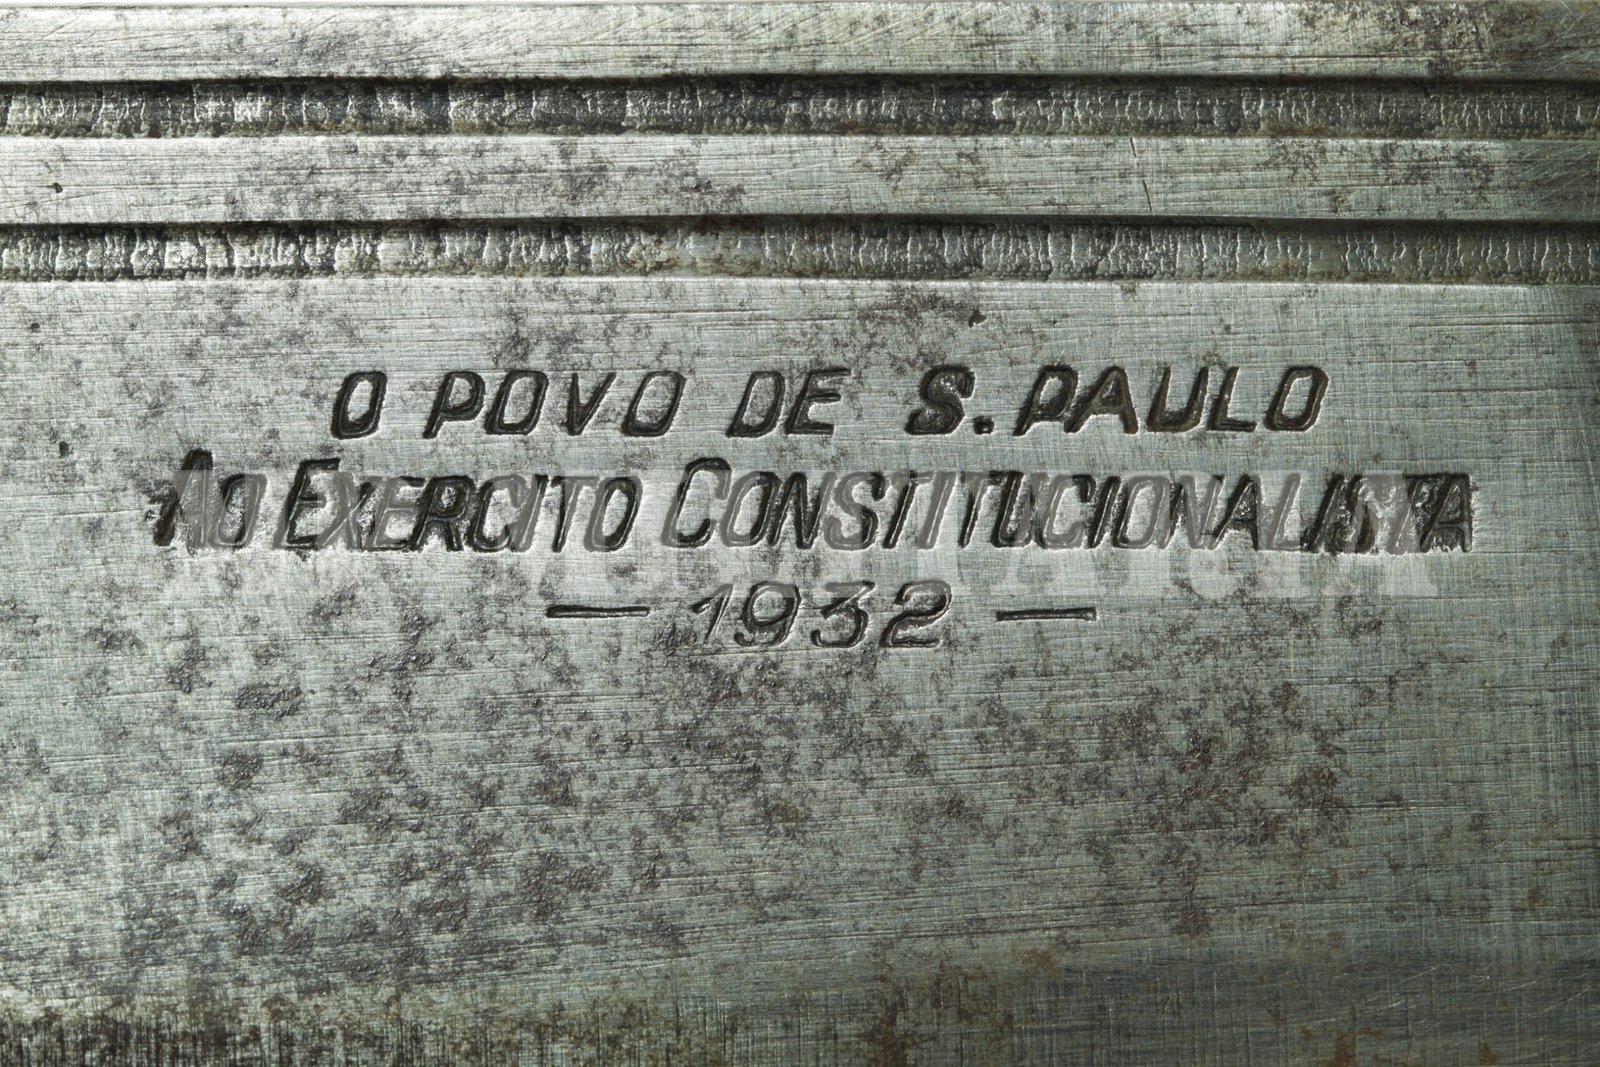 O POVO DE S. PAULO
AO EXERCITO CONSTITUCIONALISTA
— 1932 —